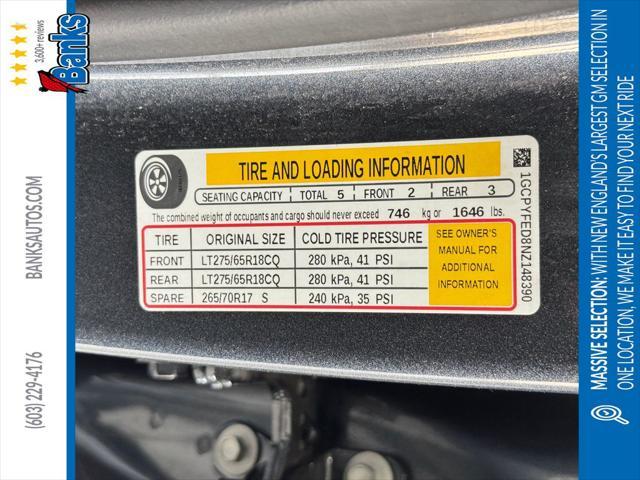 Banks
3,600+ reviews
BANKSAUTOS.COM
(603) 229-4176
TIRE AND LOADING INFORMATION
SEATING CAPACITY TOTAL 5 FRONT 2 REAR 3
The combined weight of occupants and cargo should never exceed 746 kg or 1646 lbs.
TIRE ORIGINAL SIZE COLD TIRE PRESSURE
FRONT LT275/65R18CQ 280 kPa, 41 PSI
REAR LT275/65R18CQ 280 kPa, 41 PSI
SPARE 265/70R17 S 240 kPa, 35 PSI
SEE OWNER'S
MANUAL FOR
ADDITIONAL
INFORMATION
1GCPYFED8NZ148390
MASSIVE SELECTION: WITH NEW ENGLAND'S LARGEST GM SELECTION IN
ONE LOCATION, WE MAKE IT EASY TO FIND YOUR NEXT RIDE